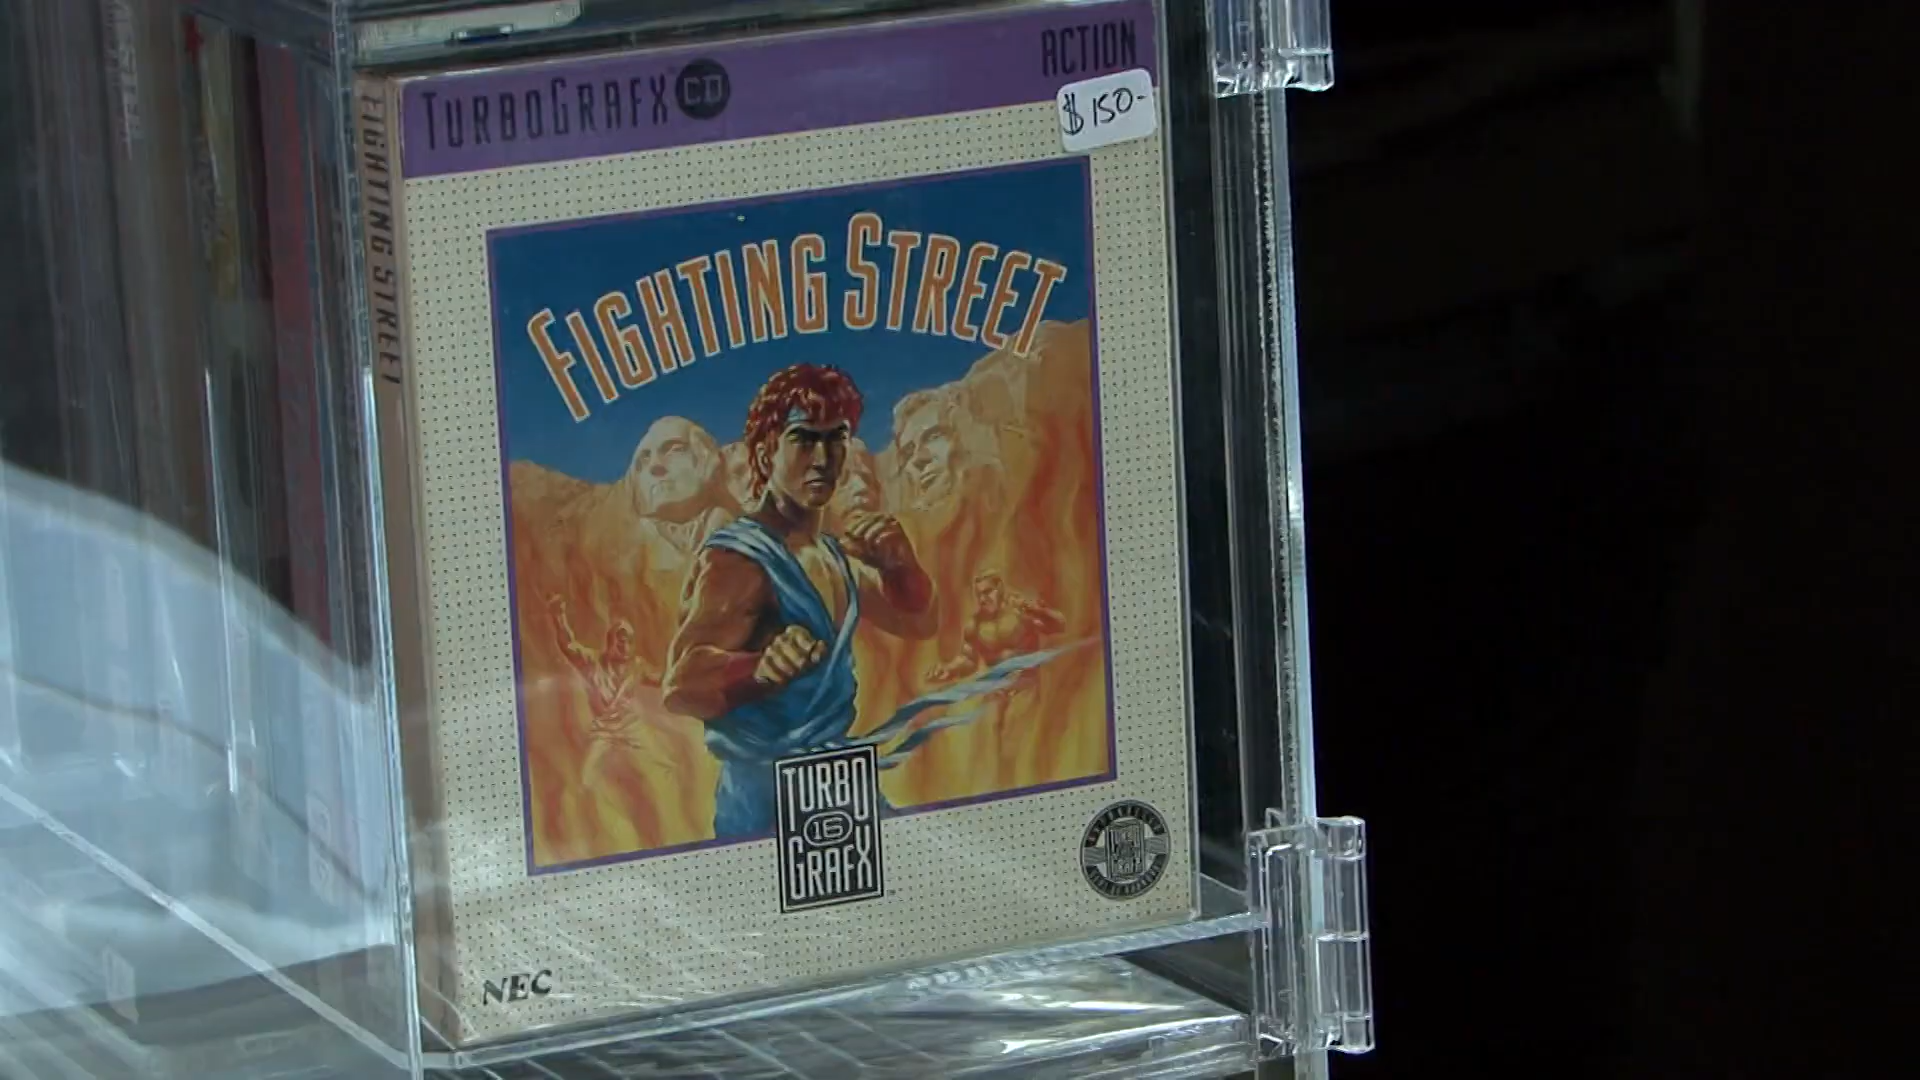 TURBOGRAFX CD
ACTION
$150-
FIGHTING STREET
FIGHTING STREET
TURBO
16
GRAFX
NEC